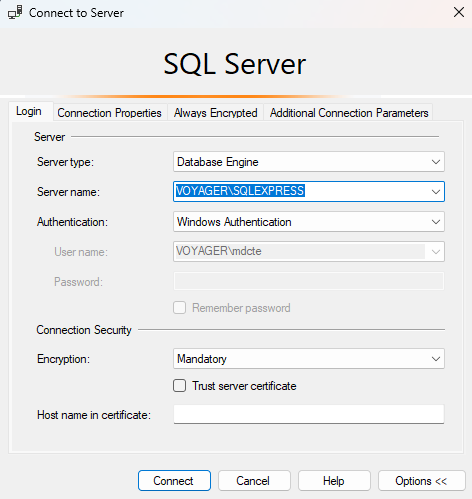 Connect to Server
SQL Server
Login Connection Properties Always Encrypted Additional Connection Parameters
Server
Server type: Database Engine
Server name: VOYAGER\SQLEXPRESS
Authentication: Windows Authentication
User name: VOYAGER\mdcte
Password:
Remember password
Connection Security
Encryption: Mandatory
Trust server certificate
Host name in certificate:
Connect Cancel Help Options <<